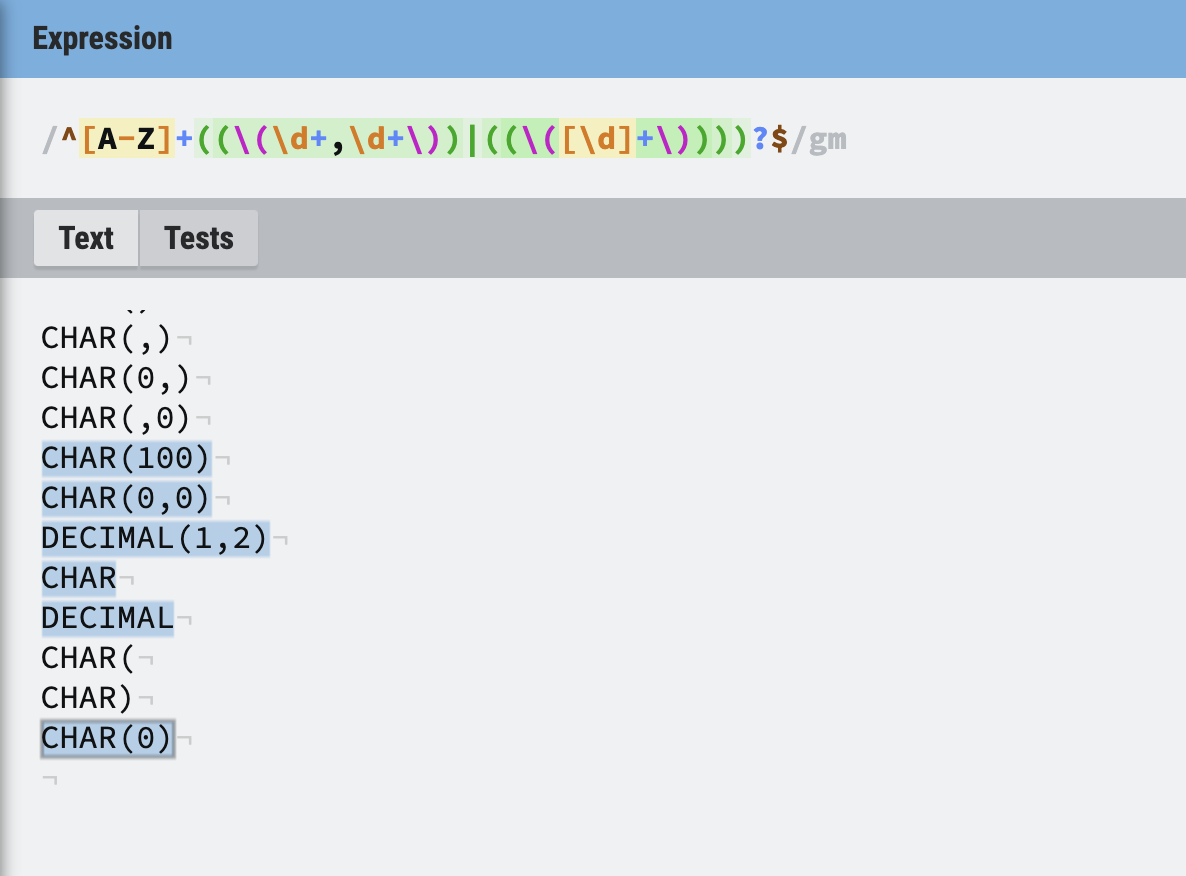 Expression
/^[A-Z]+((\(\d+,\d+\))|((\([\d]+\))))?$/gm
Text Tests
CHAR(,)¬
CHAR(0,)¬
CHAR(,0)¬
CHAR(100)¬
CHAR(0,0)¬
DECIMAL(1,2)¬
CHAR¬
DECIMAL¬
CHAR(¬
CHAR)¬
CHAR(0)¬
¬